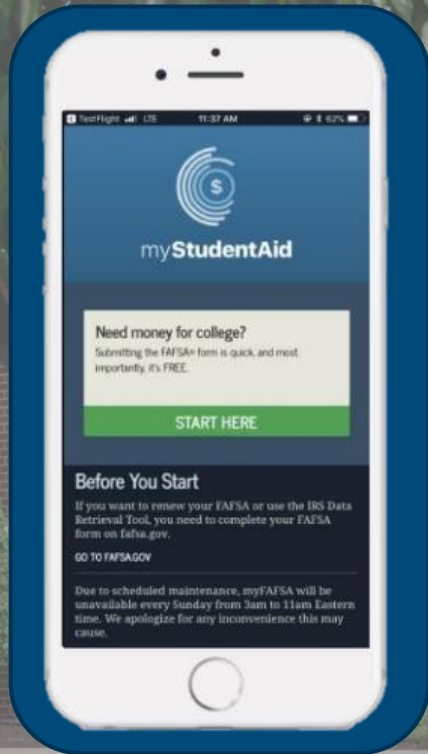 TestFlight LTE 11:37 AM 62%
$
myStudentAid
Need money for college?
Submitting the FAFSA® form is quick, and most
importantly, it's FREE.
START HERE
Before You Start
If you want to renew your FAFSA or use the IRS Data
Retrieval Tool, you need to complete your FAFSA
form on fafsa.gov.
GO TO FAFSA.GOV
Due to scheduled maintenance, myFAFSA will be
unavailable every Sunday from 3am to 11am Eastern
time. We apologize for any inconvenience this may
cause.